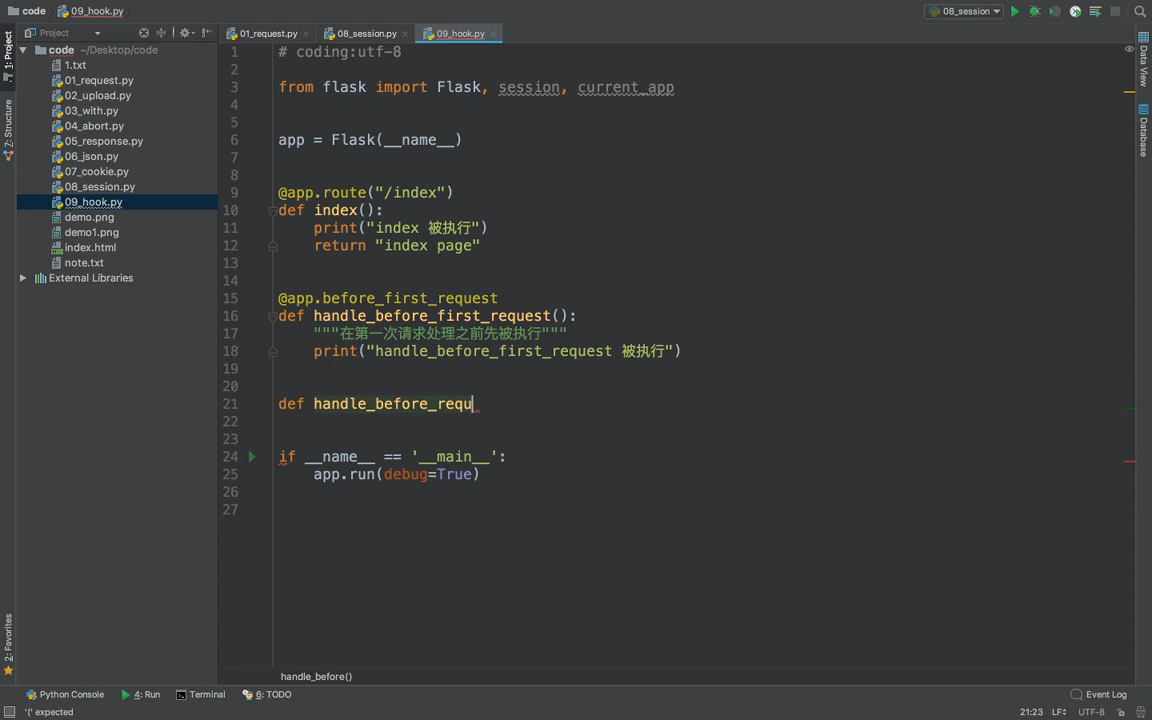 code 09_hook.py 08_session
Project
01_request.py 08_session.py 09_hook.py
code ~/Desktop/code
1.txt
01_request.py
02_upload.py
03_with.py
04_abort.py
05_response.py
06_json.py
07_cookie.py
08_session.py
09_hook.py
demo.png
demo1.png
index.html
note.txt
External Libraries
1: Project
7: Structure
2: Favorites
1 # coding:utf-8
2
3 from flask import Flask, session, current_app
4
5
6 app = Flask(__name__)
7
8
9 @app.route("/index")
10 def index():
11 print("index 被执行")
12 return "index page"
13
14
15 @app.before_first_request
16 def handle_before_first_request():
17 """在第一次请求处理之前先被执行"""
18 print("handle_before_first_request 被执行")
19
20
21 def handle_before_requ
22
23
24 if __name__ == '__main__':
25 app.run(debug=True)
26
27
Data View
Database
handle_before()
Python Console 4: Run Terminal 6: TODO Event Log
'(' expected 21:23 LF UTF-8